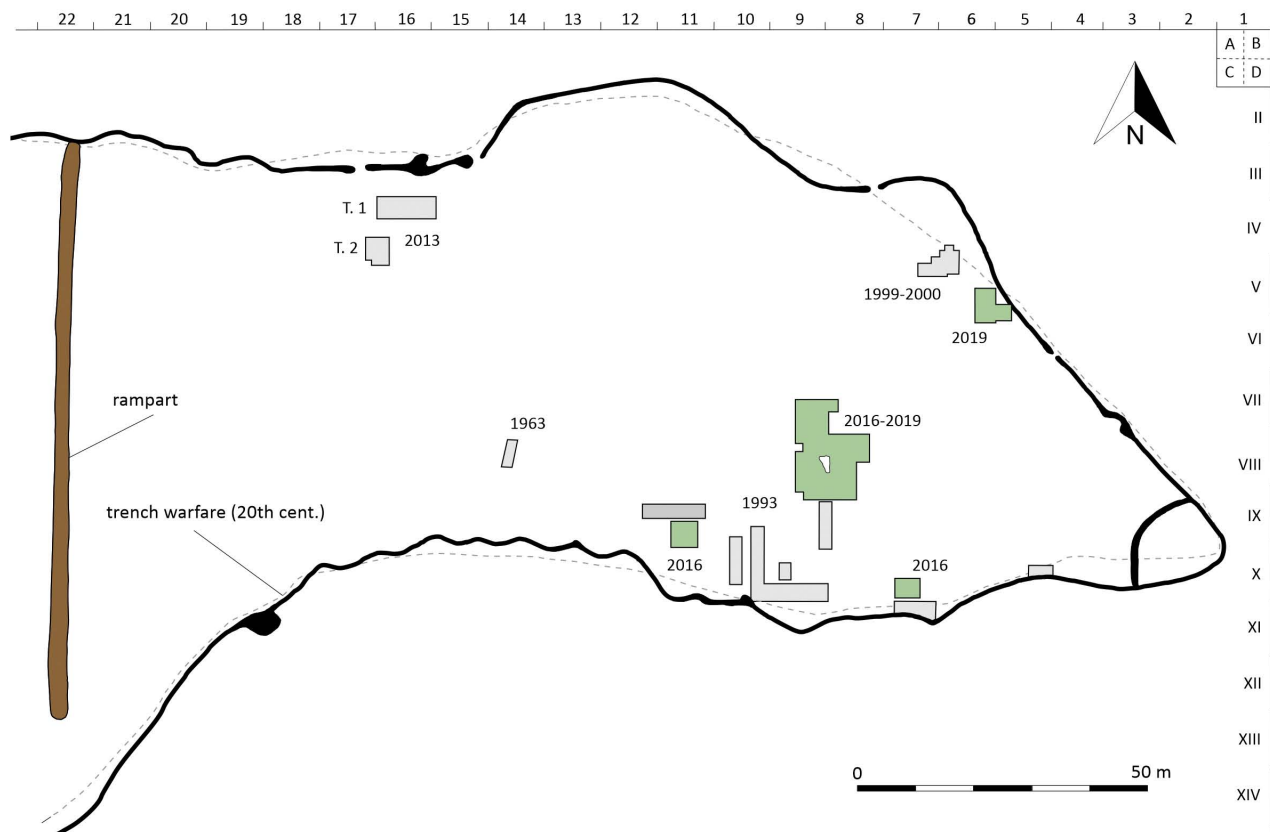 22 21 20 19 18 17 16 15 14 13 12 11 10 9 8 7 6 5 4 3 2 1
A B
C D
N
II
III
T. 1
IV
T. 2
2013
1999-2000
V
2019
VI
rampart
VII
1963
2016-2019
VIII
trench warfare (20th cent.)
1993
IX
2016
2016
X
XI
XII
XIII
0
50 m
XIV